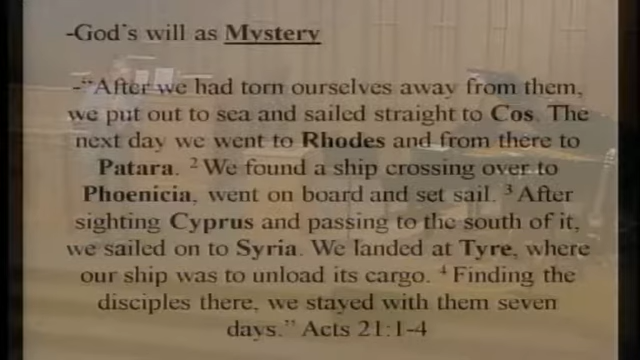 -God's will as Mystery
-"After we had torn ourselves away from them,
we put out to sea and sailed straight to Cos. The
next day we went to Rhodes and from there to
Patara. ² We found a ship crossing over to
Phoenicia, went on board and set sail. ³ After
sighting Cyprus and passing to the south of it,
we sailed on to Syria. We landed at Tyre, where
our ship was to unload its cargo. ⁴ Finding the
disciples there, we stayed with them seven
days." Acts 21:1-4